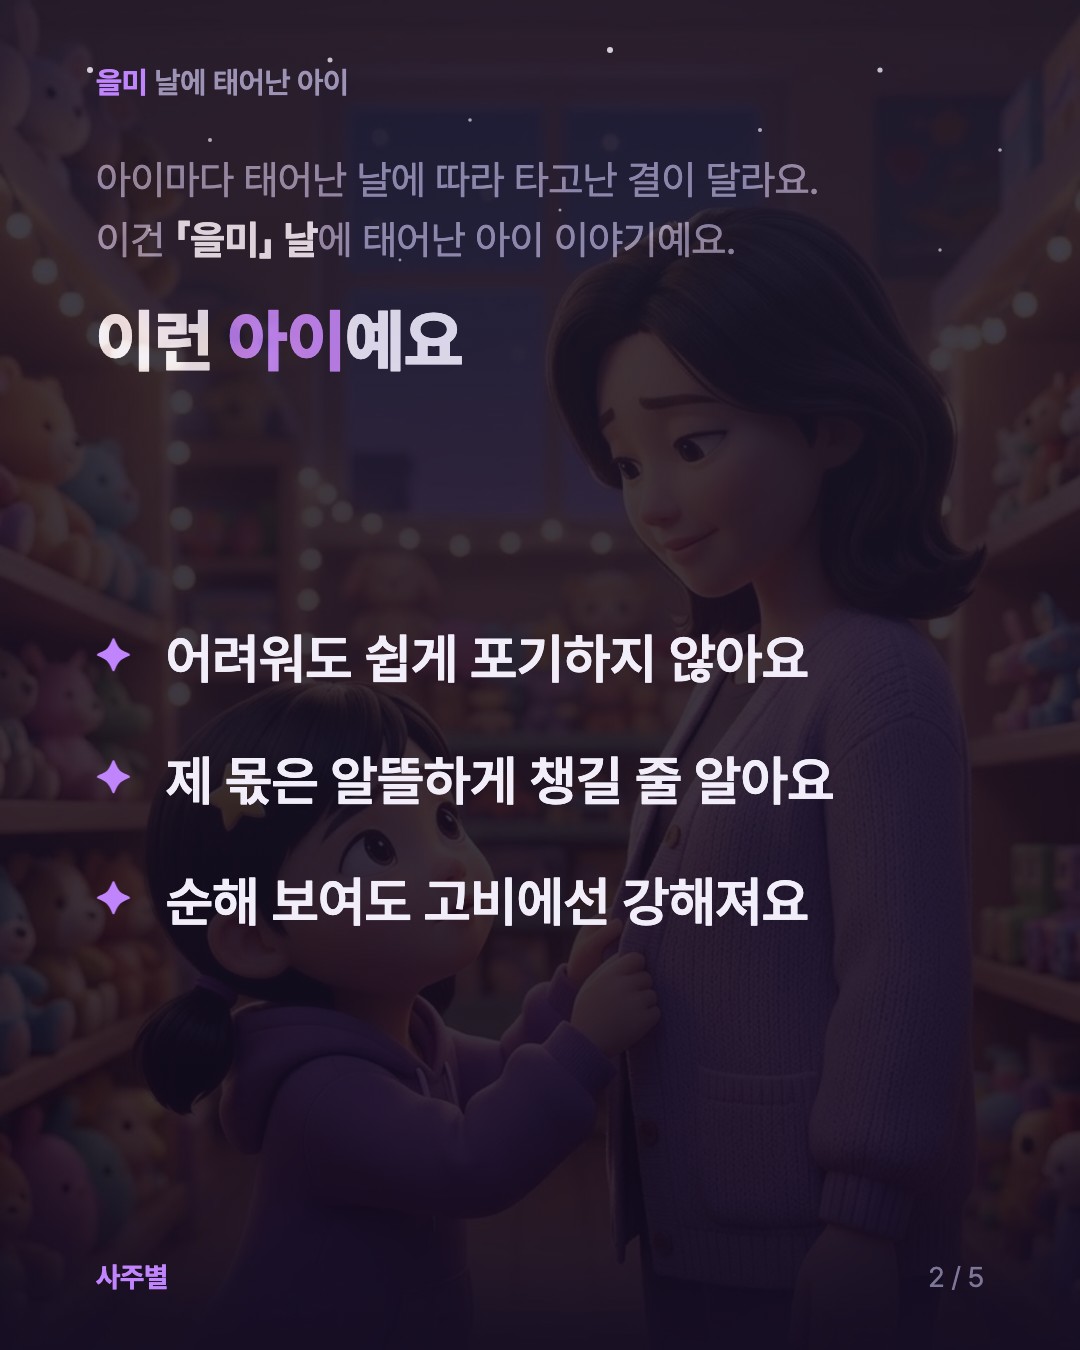 을미 날에 태어난 아이
아이마다 태어난 날에 따라 타고난 결이 달라요.
이건 「을미」 날에 태어난 아이 이야기예요.
이런 아이예요
어려워도 쉽게 포기하지 않아요
제 몫은 알뜰하게 챙길 줄 알아요
순해 보여도 고비에선 강해져요
사주별
2 / 5